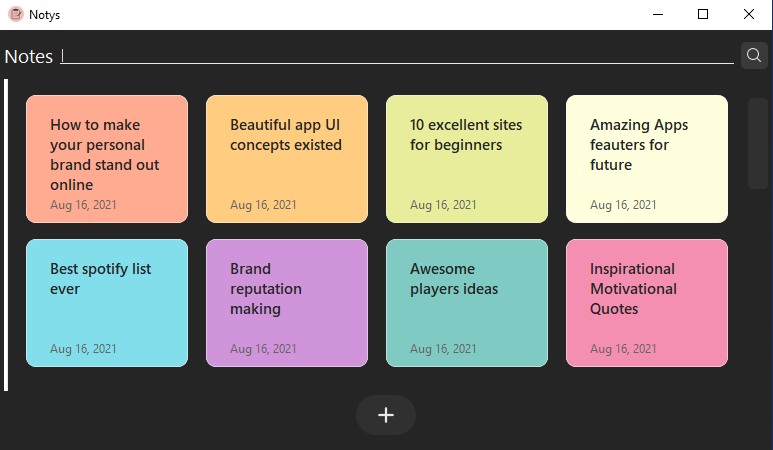 Notys
Notes
How to make
your personal
brand stand out
online
Aug 16, 2021
Beautiful app UI
concepts existed
Aug 16, 2021
10 excellent sites
for beginners
Aug 16, 2021
Amazing Apps
feauters for
future
Aug 16, 2021
Best spotify list
ever
Aug 16, 2021
Brand
reputation
making
Aug 16, 2021
Awesome
players ideas
Aug 16, 2021
Inspirational
Motivational
Quotes
Aug 16, 2021